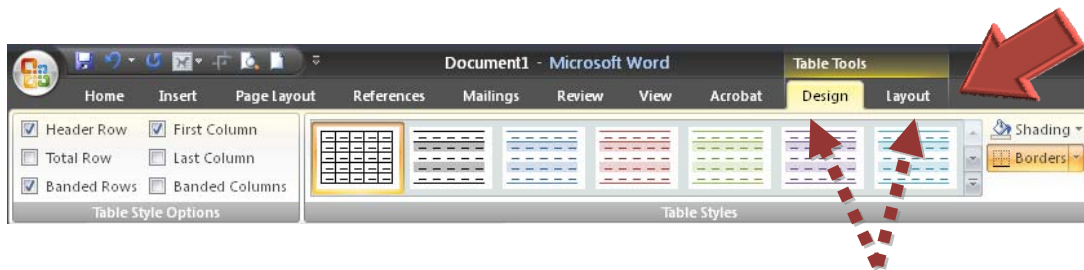 Document1 - Microsoft Word Table Tools
Home Insert Page Layout References Mailings Review View Acrobat Design Layout
Header Row First Column
Total Row Last Column
Banded Rows Banded Columns
Table Style Options
Table Styles
Shading
Borders